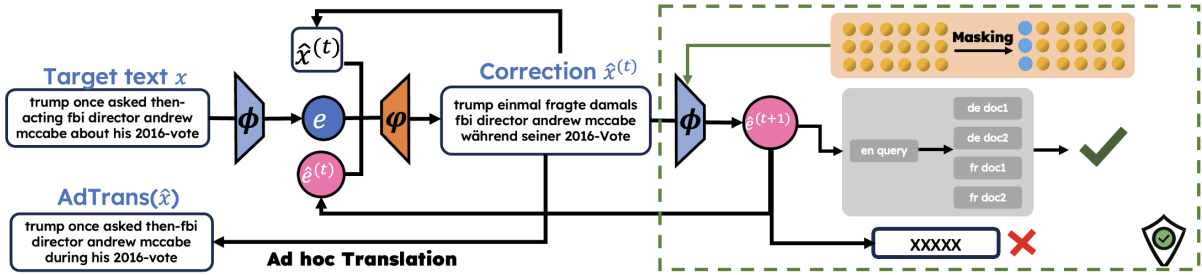 Target text x
trump once asked then-
acting fbi director andrew
mccabe about his 2016-vote
ϕ
x̂⁽ᵗ⁾
e
ê⁽ᵗ⁾
φ
Correction x̂⁽ᵗ⁾
trump einmal fragte damals
fbi director andrew mccabe
während seiner 2016-Vote
AdTrans(x̂)
trump once asked then-fbi
director andrew mccabe
during his 2016-vote
Ad hoc Translation
ϕ
ê⁽ᵗ⁺¹⁾
Masking
en query
de doc1
de doc2
fr doc1
fr doc2
XXXXX